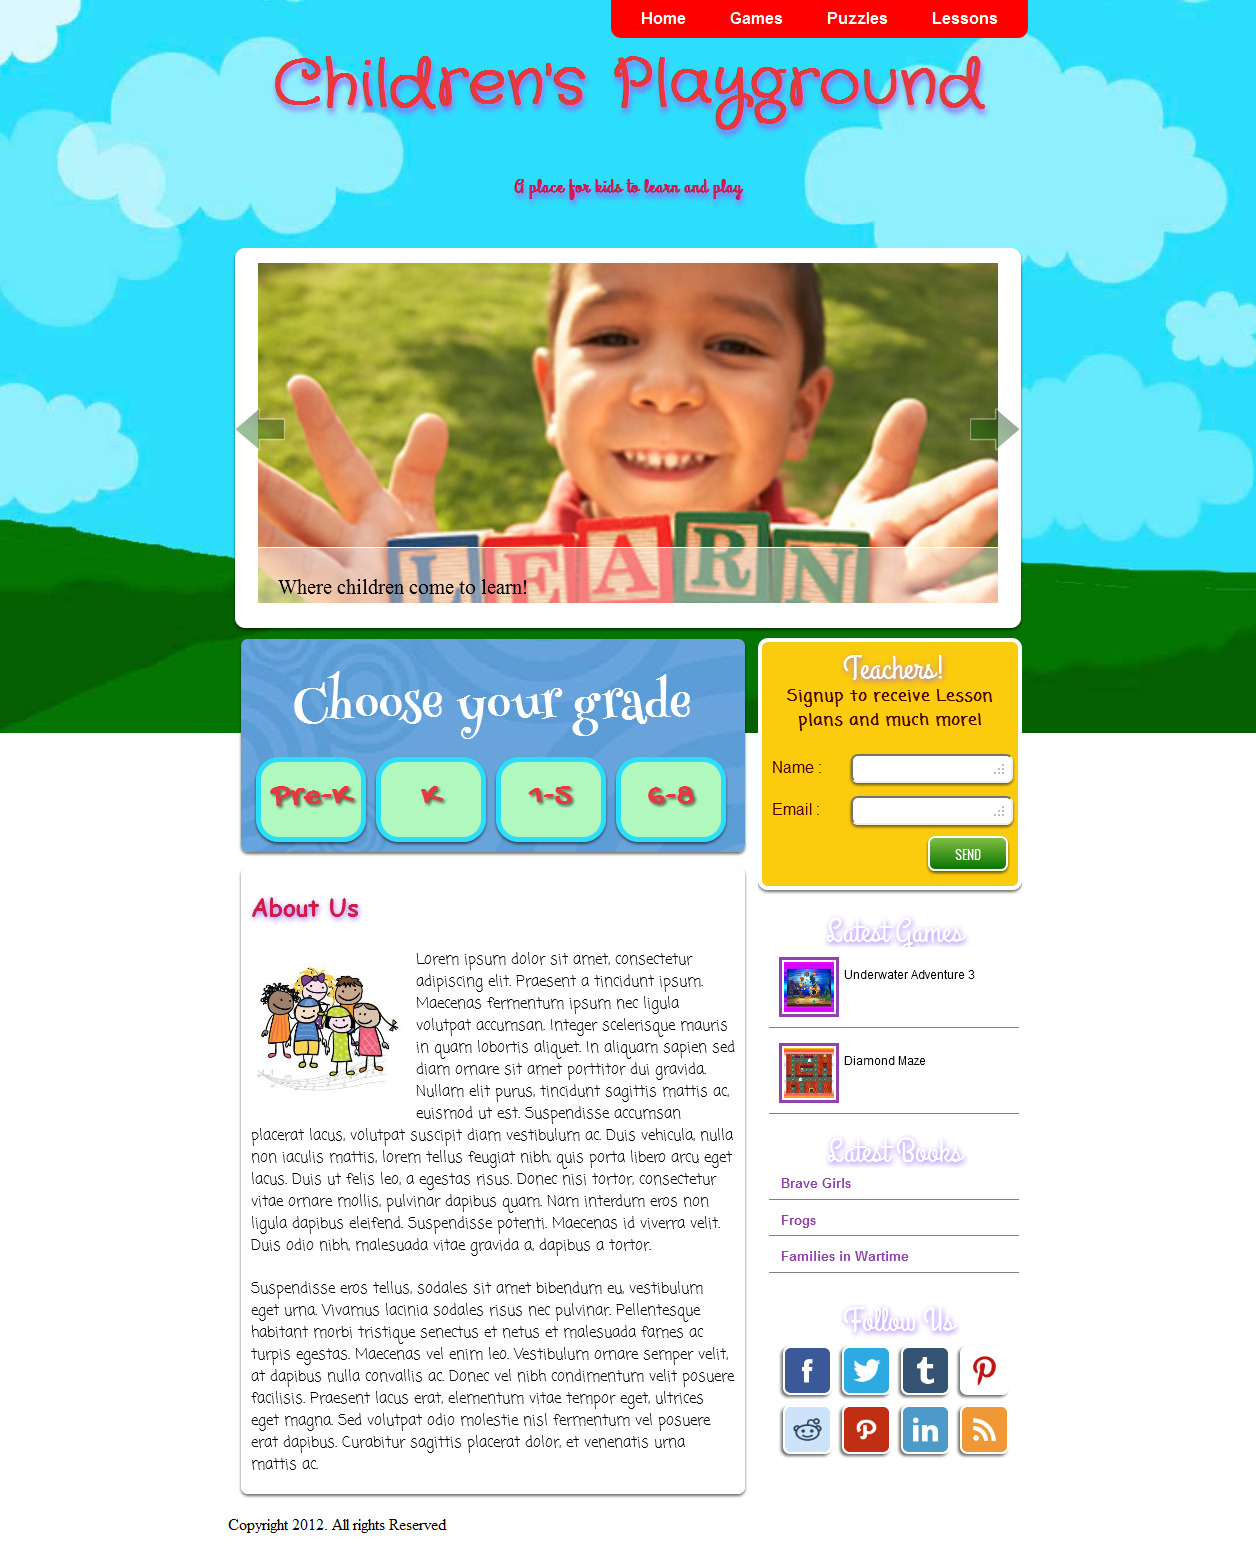 Home Games Puzzles Lessons
Children's Playground
A place for kids to learn and play
LEARN
Where children come to learn!
Choose your grade
Pre-K K 1-5 6-8
Teachers!
Signup to receive Lesson
plans and much more!
Name :
Email :
SEND
About Us
Lorem ipsum dolor sit amet, consectetur
adipiscing elit. Praesent a tincidunt ipsum.
Maecenas fermentum ipsum nec ligula
volutpat accumsan. Integer scelerisque mauris
in quam lobortis aliquet. In aliquam sapien sed
diam ornare sit amet porttitor dui gravida.
Nullam elit purus, tincidunt sagittis mattis ac,
euismod ut est. Suspendisse accumsan
placerat lacus, volutpat suscipit diam vestibulum ac. Duis vehicula, nulla
non iaculis mattis, lorem tellus feugiat nibh, quis porta libero arcu eget
lacus. Duis ut felis leo, a egestas risus. Donec nisi tortor, consectetur
vitae ornare mollis, pulvinar dapibus quam. Nam interdum eros non
ligula dapibus eleifend. Suspendisse potenti. Maecenas id viverra velit.
Duis odio nibh, malesuada vitae gravida a, dapibus a tortor.
Suspendisse eros tellus, sodales sit amet bibendum eu, vestibulum
eget urna. Vivamus lacinia sodales risus nec pulvinar. Pellentesque
habitant morbi tristique senectus et netus et malesuada fames ac
turpis egestas. Maecenas vel enim leo. Vestibulum ornare semper velit,
at dapibus nulla convallis ac. Donec vel nibh condimentum velit posuere
facilisis. Praesent lacus erat, elementum vitae tempor eget, ultrices
eget magna. Sed volutpat odio molestie nisl fermentum vel posuere
erat dapibus. Curabitur sagittis placerat dolor, et venenatis urna
mattis ac.
Latest Games
Underwater Adventure 3
Diamond Maze
Latest Books
Brave Girls
Frogs
Families in Wartime
Follow Us
Copyright 2012. All rights Reserved